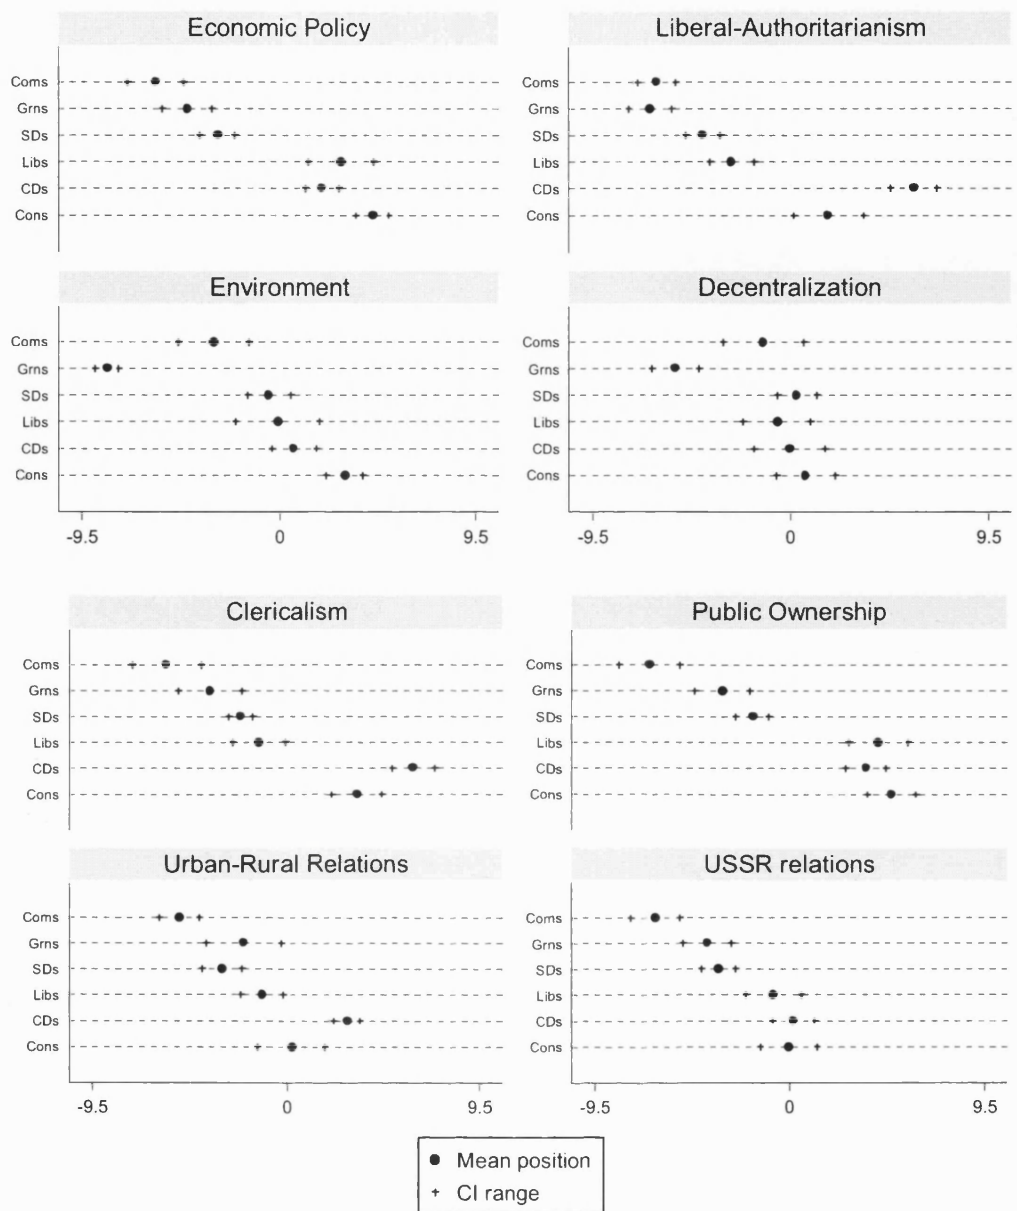 Economic Policy
Coms
Grns
SDs
Libs
CDs
Cons
Liberal-Authoritarianism
Coms
Grns
SDs
Libs
CDs
Cons
Environment
Coms
Grns
SDs
Libs
CDs
Cons
-9.5 0 9.5
Decentralization
Coms
Grns
SDs
Libs
CDs
Cons
-9.5 0 9.5
Clericalism
Coms
Grns
SDs
Libs
CDs
Cons
Public Ownership
Coms
Grns
SDs
Libs
CDs
Cons
Urban-Rural Relations
Coms
Grns
SDs
Libs
CDs
Cons
-9.5 0 9.5
USSR relations
Coms
Grns
SDs
Libs
CDs
Cons
-9.5 0 9.5
Mean position
CI range